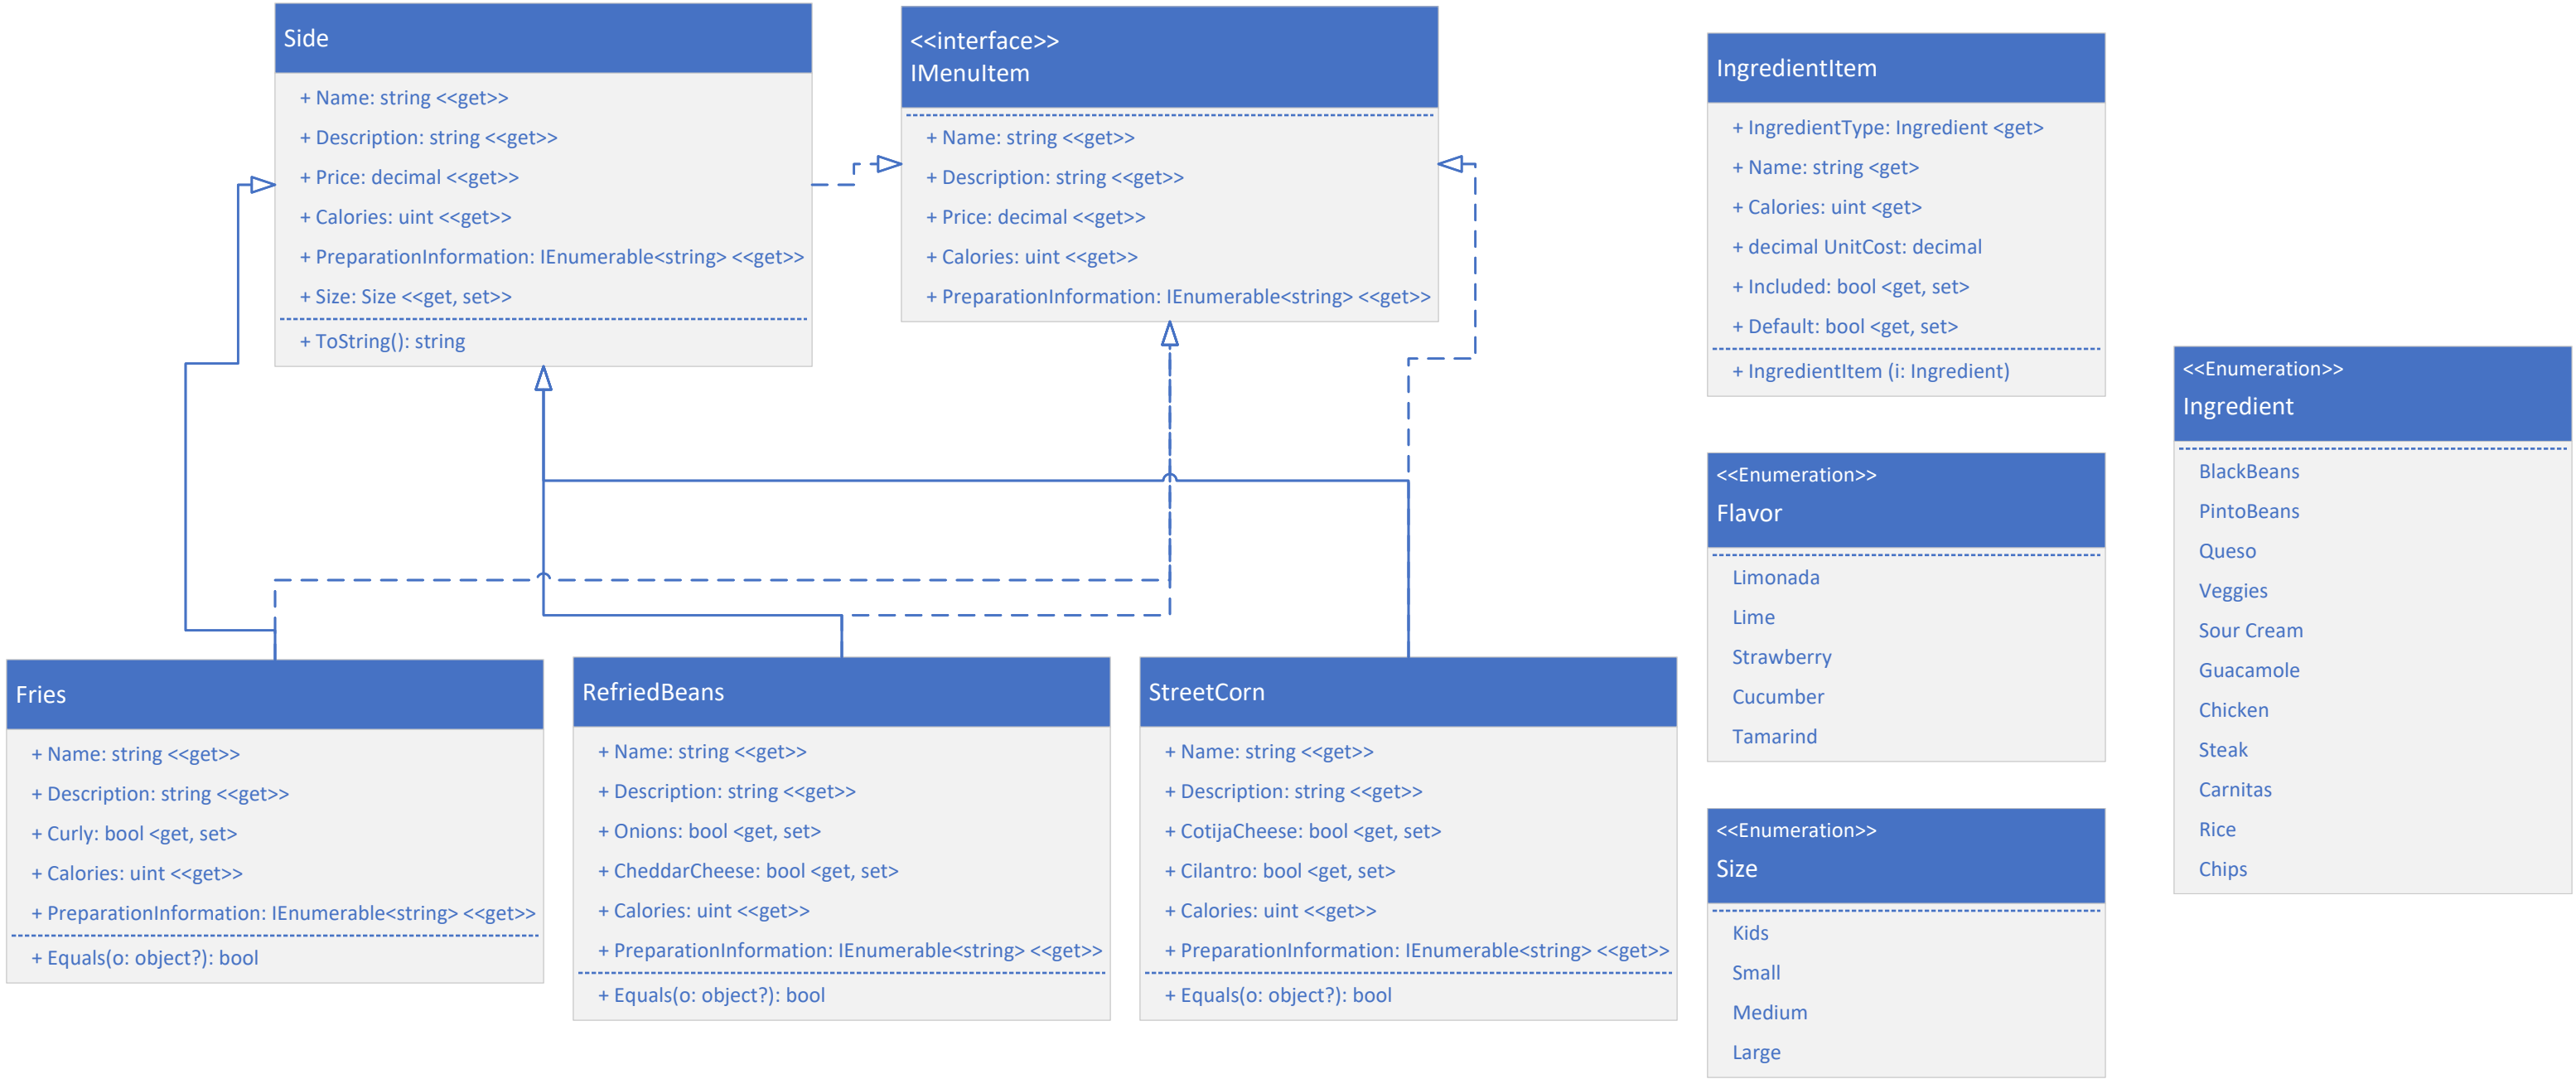 Side
+ Name: string <<get>>
+ Description: string <<get>>
+ Price: decimal <<get>>
+ Calories: uint <<get>>
+ PreparationInformation: IEnumerable<string> <<get>>
+ Size: Size <<get, set>>
+ ToString(): string
<<interface>>
IMenuItem
+ Name: string <<get>>
+ Description: string <<get>>
+ Price: decimal <<get>>
+ Calories: uint <<get>>
+ PreparationInformation: IEnumerable<string> <<get>>
IngredientItem
+ IngredientType: Ingredient <get>
+ Name: string <get>
+ Calories: uint <get>
+ decimal UnitCost: decimal
+ Included: bool <get, set>
+ Default: bool <get, set>
+ IngredientItem (i: Ingredient)
<<Enumeration>>
Ingredient
BlackBeans
PintoBeans
Queso
Veggies
Sour Cream
Guacamole
Chicken
Steak
Carnitas
Rice
Chips
<<Enumeration>>
Flavor
Limonada
Lime
Strawberry
Cucumber
Tamarind
Fries
+ Name: string <<get>>
+ Description: string <<get>>
+ Curly: bool <get, set>
+ Calories: uint <<get>>
+ PreparationInformation: IEnumerable<string> <<get>>
+ Equals(o: object?): bool
RefriedBeans
+ Name: string <<get>>
+ Description: string <<get>>
+ Onions: bool <get, set>
+ CheddarCheese: bool <get, set>
+ Calories: uint <<get>>
+ PreparationInformation: IEnumerable<string> <<get>>
+ Equals(o: object?): bool
StreetCorn
+ Name: string <<get>>
+ Description: string <<get>>
+ CotijaCheese: bool <get, set>
+ Cilantro: bool <get, set>
+ Calories: uint <<get>>
+ PreparationInformation: IEnumerable<string> <<get>>
+ Equals(o: object?): bool
<<Enumeration>>
Size
Kids
Small
Medium
Large